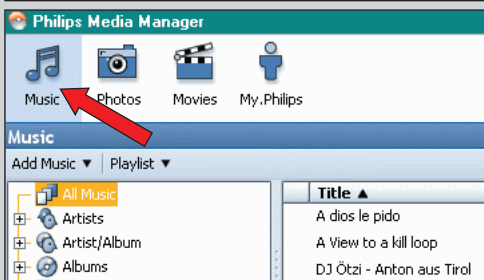 Philips Media Manager
Music Photos Movies My.Philips
Music
Add Music ▼ Playlist ▼
All Music
Title ▲
Artists
A dios le pido
Artist/Album
A View to a kill loop
Albums
DJ Ötzi - Anton aus Tirol